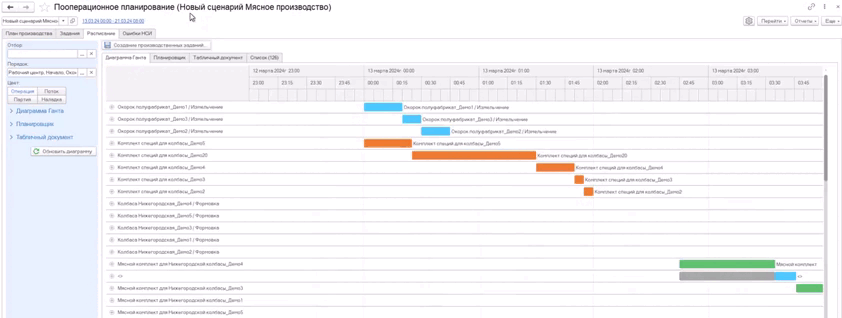 Пооперационное планирование (Новый сценарий Мясное производство)
Новый сценарий Мясно 13.03.24 00:00 - 21.03.24 08:00 Перейти Отчеты Еще
План производства Задания Расписание Ошибки НСИ
Отбор: Создание производственных заданий...
Диаграмма Ганта Планировщик Табличный документ Список (126)
Порядок:
Рабочий центр, Начало, Око
Цвет
Операция Поток
Партия Наладка
Диаграмма Ганта
Планировщик
Табличный документ
Обновить диаграмму
12 марта 2024г 23:00 13 марта 2024г 00:00 13 марта 2024г 01:00 13 марта 2024г 02:00 13 марта 2024г 03:00
23:00 23:15 23:30 23:45 00:00 00:15 00:30 00:45 01:00 01:15 01:30 01:45 02:00 02:15 02:30 02:45 03:00 03:15 03:30 03:45
Окорок полуфабрикат_Демо1 / Измельчение Окорок полуфабрикат_Демо1 / Измельчение
Окорок полуфабрикат_Демо3 / Измельчение Окорок полуфабрикат_Демо3 / Измельчение
Окорок полуфабрикат_Демо2 / Измельчение Окорок полуфабрикат_Демо2 / Измельчение
Комплект специй для колбасы_Демо5 Комплект специй для колбасы_Демо5
Комплект специй для колбасы_Демо20 Комплект специй для колбасы_Демо20
Комплект специй для колбасы_Демо4 Комплект специй для колбасы_Демо4
Комплект специй для колбасы_Демо3 Комплект специй для колбасы_Демо3
Комплект специй для колбасы_Демо2 Комплект специй для колбасы_Демо2
Колбаса Нижегородская_Демо4 / Формовка
Колбаса Нижегородская_Демо5 / Формовка
Колбаса Нижегородская_Демо3 / Формовка
Колбаса Нижегородская_Демо1 / Формовка
Колбаса Нижегородская_Демо2 / Формовка
Мясной комплект для Нижегородской колбасы_Демо4 Мясной комплект
<> <>
Мясной комплект для Нижегородской колбасы_Демо3
Мясной комплект для Нижегородской колбасы_Демо1
Мясной комплект для Нижегородской колбасы_Демо5